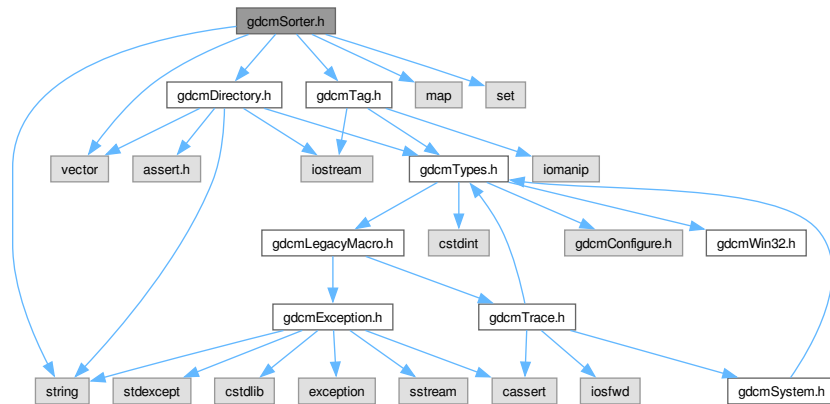 gdcmSorter.h
gdcmDirectory.h
gdcmTag.h
map
set
vector
assert.h
iostream
gdcmTypes.h
iomanip
gdcmLegacyMacro.h
cstdint
gdcmConfigure.h
gdcmWin32.h
gdcmException.h
gdcmTrace.h
string
stdexcept
cstdlib
exception
sstream
cassert
iosfwd
gdcmSystem.h